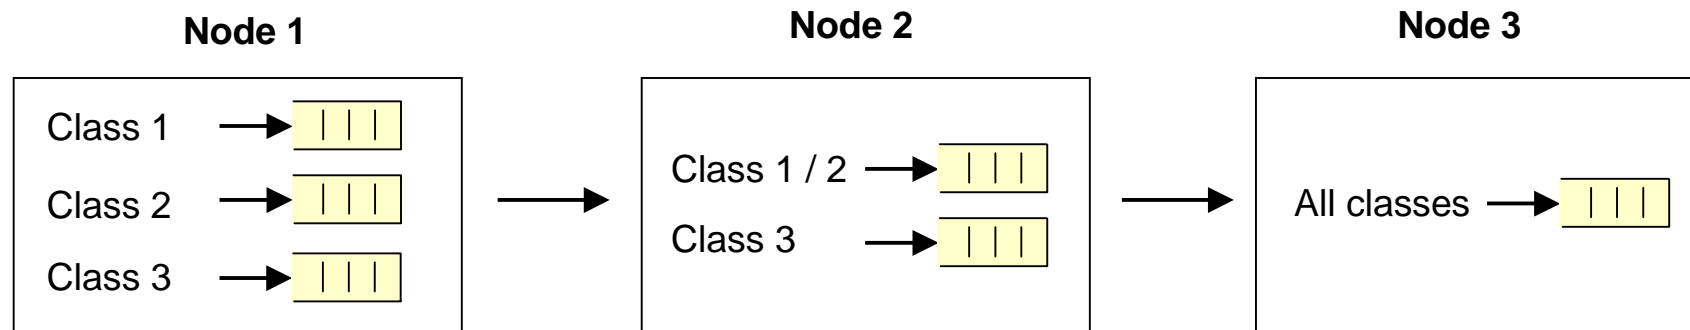 Node 1
Node 2
Node 3
Class 1
Class 2
Class 3
Class 1 / 2
Class 3
All classes